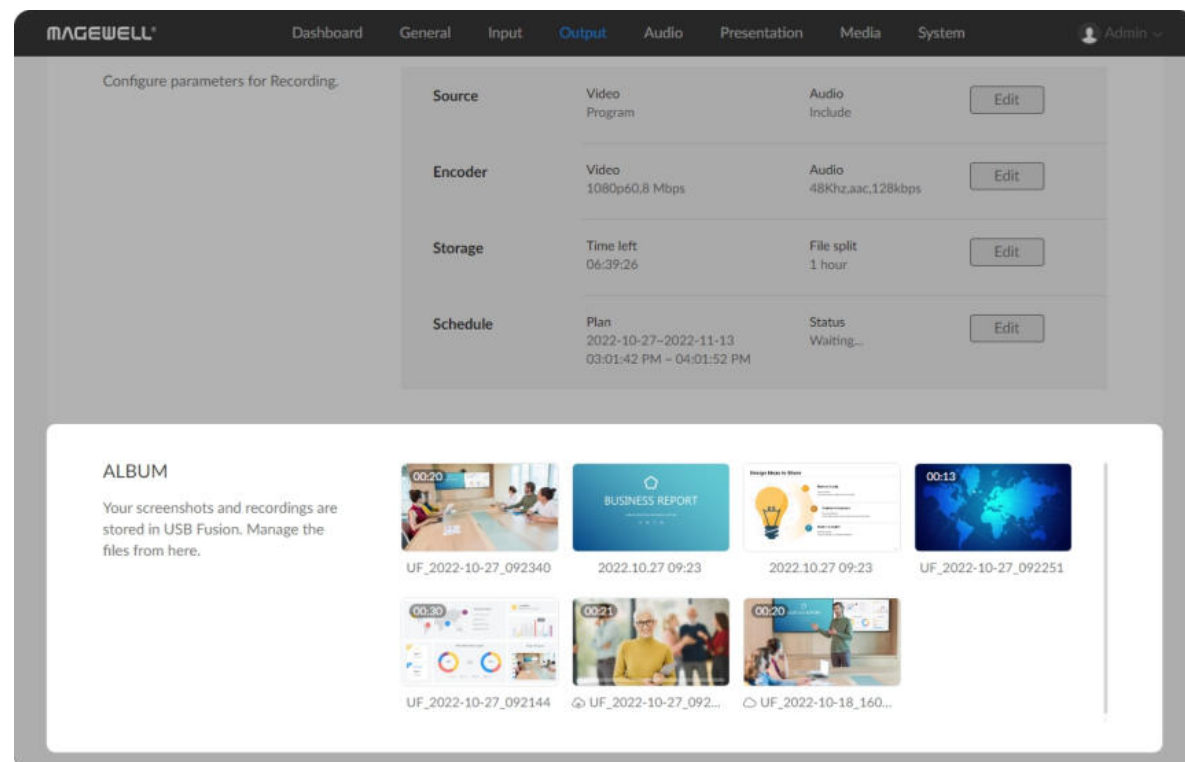 MAGEWELL®
Dashboard General Input Output Audio Presentation Media System Admin
Configure parameters for Recording.
Source
Video
Program
Audio
Include
Edit
Encoder
Video
1080p60,8 Mbps
Audio
48Khz,aac,128kbps
Edit
Storage
Time left
06:39:26
File split
1 hour
Edit
Schedule
Plan
2022-10-27~2022-11-13
03:01:42 PM ~ 04:01:52 PM
Status
Waiting...
Edit
ALBUM
Your screenshots and recordings are
stored in USB Fusion. Manage the
files from here.
00:20
UF_2022-10-27_092340
BUSINESS REPORT
2022.10.27 09:23
Design Ideas to Share
2022.10.27 09:23
00:13
UF_2022-10-27_092251
00:30
UF_2022-10-27_092144
00:21
UF_2022-10-27_092...
00:20
UF_2022-10-18_160...